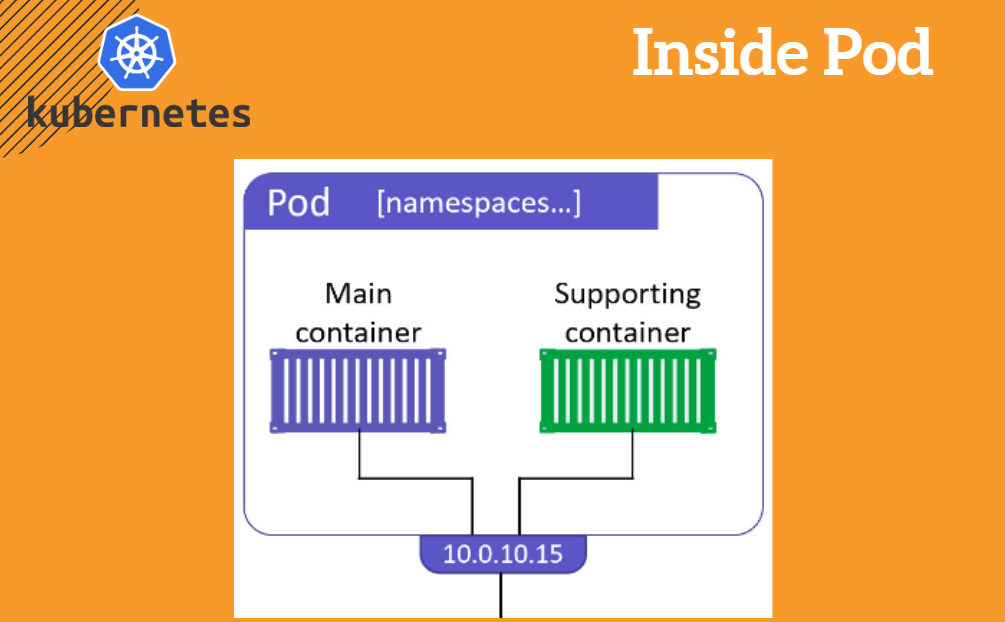 kubernetes
Inside Pod
Pod [namespaces...]
Main
container
Supporting
container
10.0.10.15